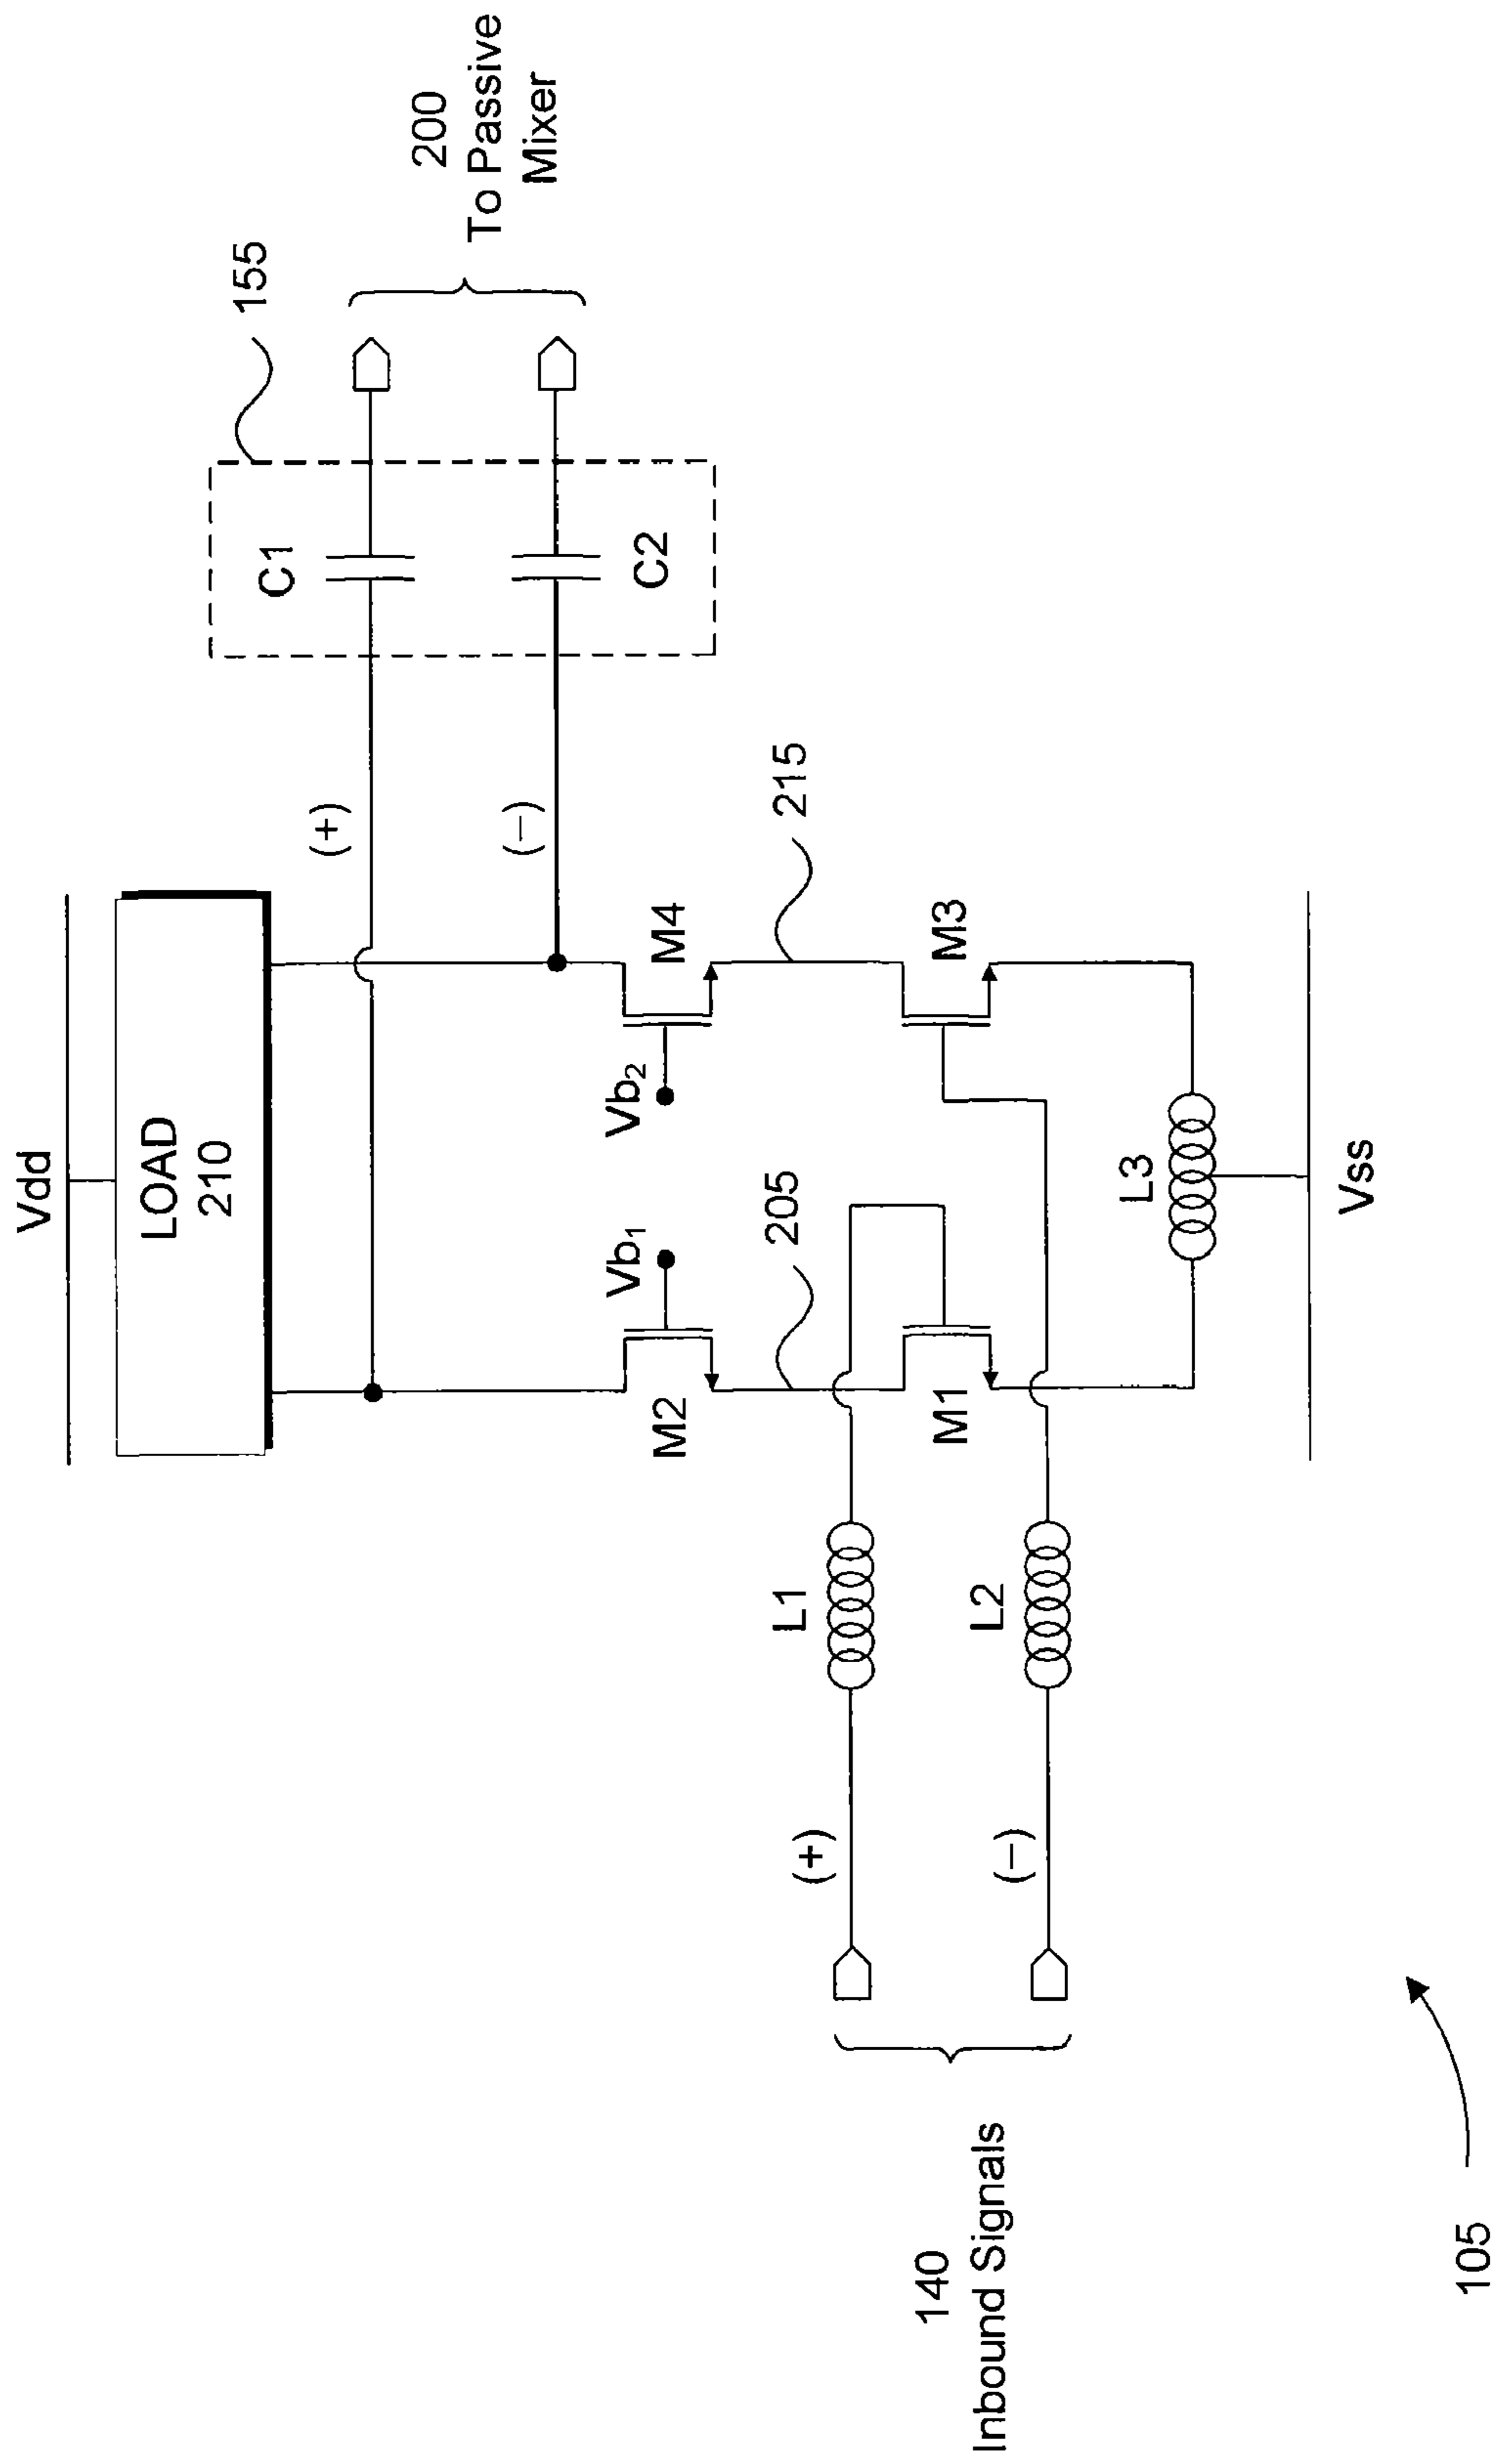 Vdd
LOAD
210
155
C1
C2
200
To Passive
Mixer
(+)
(−)
Vb1
Vb2
M2
M4
205
215
M1
M3
L1
L2
L3
(+)
(−)
140
Inbound Signals
Vss
105